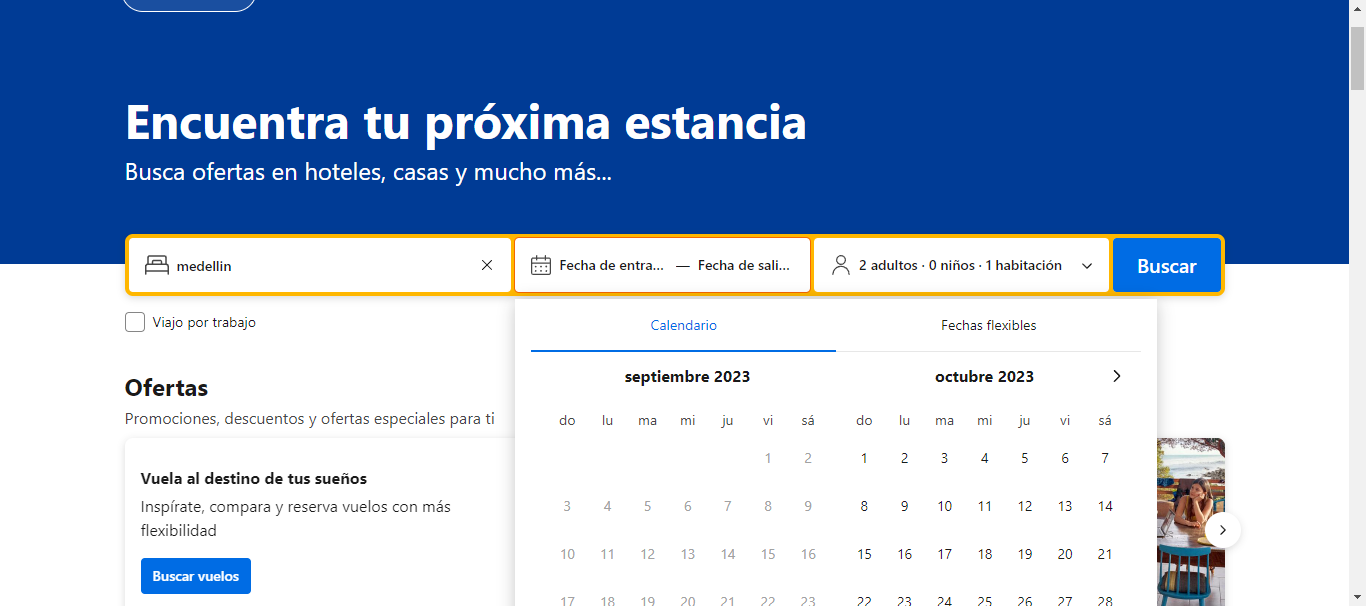 Encuentra tu próxima estancia
Busca ofertas en hoteles, casas y mucho más...
medellin
Fecha de entra... — Fecha de sali...
2 adultos · 0 niños · 1 habitación
Buscar
Viajo por trabajo
Calendario Fechas flexibles
septiembre 2023
do lu ma mi ju vi sá
1 2
3 4 5 6 7 8 9
10 11 12 13 14 15 16
17 18 19 20 21 22 23
octubre 2023
do lu ma mi ju vi sá
1 2 3 4 5 6 7
8 9 10 11 12 13 14
15 16 17 18 19 20 21
22 23 24 25 26 27 28
Ofertas
Promociones, descuentos y ofertas especiales para ti
Vuela al destino de tus sueños
Inspírate, compara y reserva vuelos con más
flexibilidad
Buscar vuelos